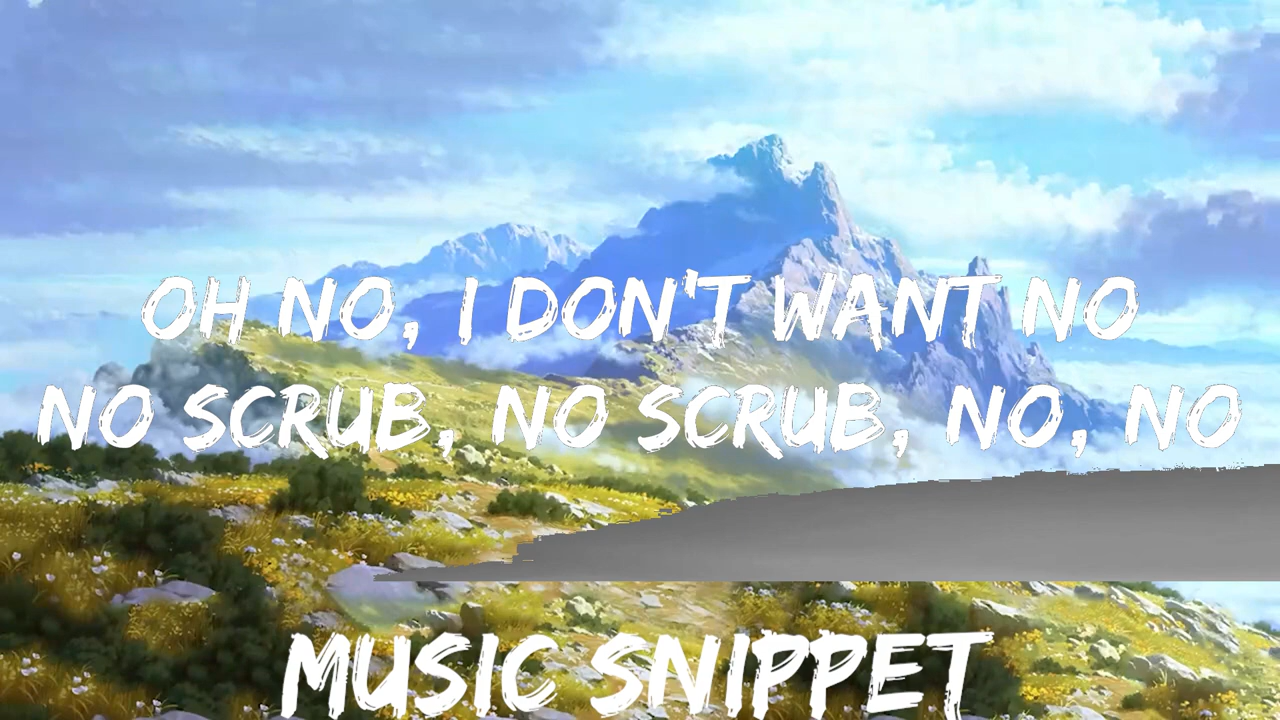 OH NO, I DON'T WANT NO
NO SCRUB, NO SCRUB, NO, NO
MUSIC SNIPPET